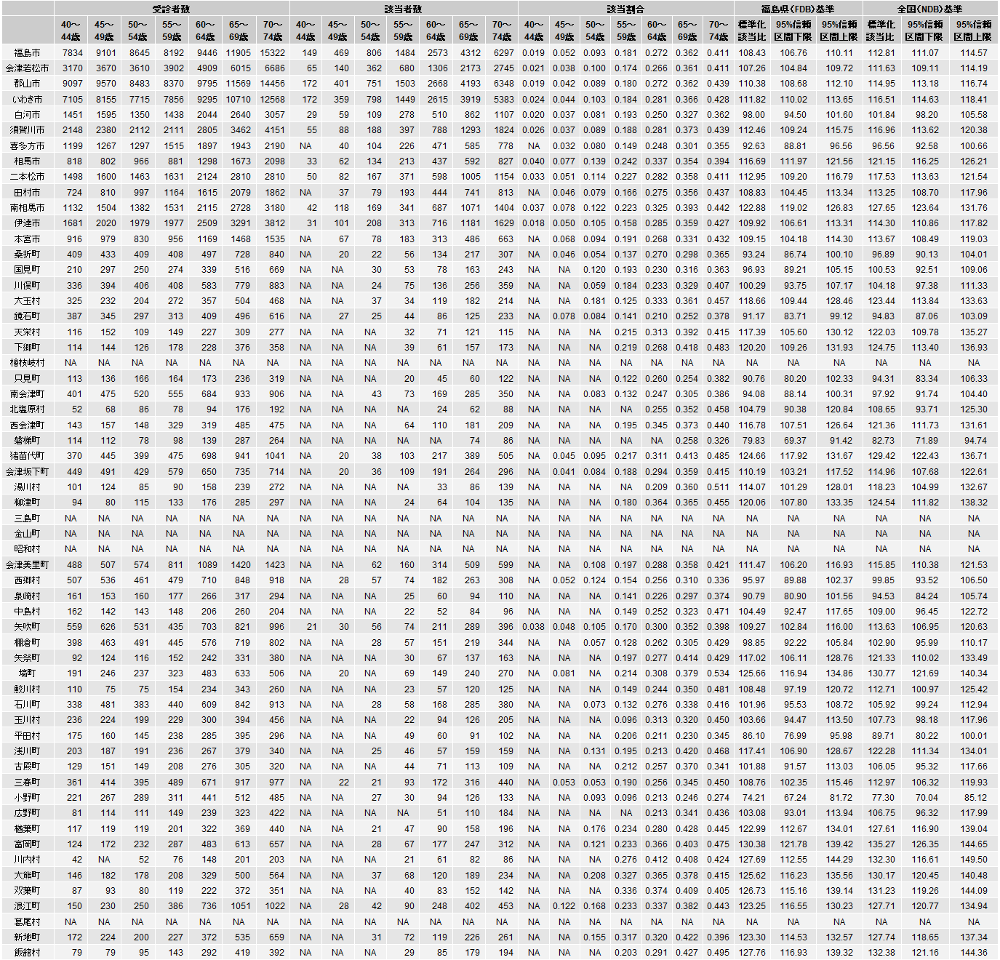 受診者数 該当者数 該当割合 福島県(FDB)基準 全国(NDB)基準
40～44歳 45～49歳 50～54歳 55～59歳 60～64歳 65～69歳 70～74歳 40～44歳 45～49歳 50～54歳 55～59歳 60～64歳 65～69歳 70～74歳 40～44歳 45～49歳 50～54歳 55～59歳 60～64歳 65～69歳 70～74歳 標準化該当比 95%信頼区間下限 95%信頼区間上限 標準化該当比 95%信頼区間下限 95%信頼区間上限
福島市 7834 9101 8645 8192 9446 11905 15322 149 469 806 1484 2573 4312 6297 0.019 0.052 0.093 0.181 0.272 0.362 0.411 108.43 106.76 110.11 112.81 111.07 114.57
会津若松市 3170 3670 3610 3902 4909 6015 6686 65 140 362 680 1306 2173 2745 0.021 0.038 0.100 0.174 0.266 0.361 0.411 107.26 104.84 109.72 111.63 109.11 114.19
郡山市 9097 9570 8483 8370 9795 11569 14456 172 401 751 1503 2668 4193 6348 0.019 0.042 0.089 0.180 0.272 0.362 0.439 110.38 108.68 112.10 114.95 113.18 116.74
いわき市 7105 8155 7715 7856 9295 10710 12568 172 359 798 1449 2615 3919 5383 0.024 0.044 0.103 0.184 0.281 0.366 0.428 111.82 110.02 113.65 116.51 114.63 118.41
白河市 1451 1595 1350 1438 2044 2640 3057 29 59 109 278 510 862 1107 0.020 0.037 0.081 0.193 0.250 0.327 0.362 98.00 94.50 101.60 101.84 98.20 105.58
須賀川市 2148 2380 2112 2111 2805 3462 4151 55 88 188 397 788 1293 1824 0.026 0.037 0.089 0.188 0.281 0.373 0.439 112.46 109.24 115.75 116.96 113.62 120.38
喜多方市 1199 1267 1297 1515 1897 1943 2190 NA 40 104 226 471 585 778 NA 0.032 0.080 0.149 0.248 0.301 0.355 92.63 88.81 96.56 96.56 92.58 100.66
相馬市 818 802 966 881 1298 1673 2098 33 62 134 213 437 592 827 0.040 0.077 0.139 0.242 0.337 0.354 0.394 116.69 111.97 121.56 121.15 116.25 126.21
二本松市 1498 1600 1463 1631 2124 2810 2810 50 82 167 371 598 1005 1154 0.033 0.051 0.114 0.227 0.282 0.358 0.411 112.95 109.20 116.79 117.53 113.63 121.54
田村市 724 810 997 1164 1615 2079 1862 NA 37 79 193 444 741 813 NA 0.046 0.079 0.166 0.275 0.356 0.437 108.83 104.45 113.34 113.25 108.70 117.96
南相馬市 1132 1504 1382 1531 2115 2728 3180 42 118 169 341 687 1071 1404 0.037 0.078 0.122 0.223 0.325 0.393 0.442 122.88 119.02 126.83 127.65 123.64 131.76
伊達市 1681 2020 1979 1977 2509 3291 3812 31 101 208 313 716 1181 1629 0.018 0.050 0.105 0.158 0.285 0.359 0.427 109.92 106.61 113.31 114.30 110.86 117.82
本宮市 916 979 830 956 1169 1468 1535 NA 67 78 183 313 486 663 NA 0.068 0.094 0.191 0.268 0.331 0.432 109.15 104.18 114.30 113.67 108.49 119.03
桑折町 409 433 409 408 497 728 840 NA 20 22 56 134 217 307 NA 0.046 0.054 0.137 0.270 0.298 0.365 93.24 86.74 100.10 96.89 90.13 104.01
国見町 210 297 250 274 339 516 669 NA NA 30 53 78 163 243 NA NA 0.120 0.193 0.230 0.316 0.363 96.93 89.21 105.15 100.53 92.51 109.06
川俣町 336 394 406 408 583 779 883 NA NA 24 75 136 256 359 NA NA 0.059 0.184 0.233 0.329 0.407 100.29 93.75 107.17 104.18 97.38 111.33
大玉村 325 232 204 272 357 504 468 NA NA 37 34 119 182 214 NA NA 0.181 0.125 0.333 0.361 0.457 118.66 109.44 128.46 123.44 113.84 133.63
鏡石町 387 345 297 313 409 496 616 NA 27 25 44 86 125 233 NA 0.078 0.084 0.141 0.210 0.252 0.378 91.17 83.71 99.12 94.83 87.06 103.09
天栄村 116 152 109 149 227 309 277 NA NA NA 32 71 121 115 NA NA NA 0.215 0.313 0.392 0.415 117.39 105.60 130.12 122.03 109.78 135.27
下郷町 114 144 126 178 228 376 358 NA NA NA 39 61 157 173 NA NA NA 0.219 0.268 0.418 0.483 120.20 109.26 131.93 124.75 113.40 136.93
檜枝岐村 NA NA NA NA NA NA NA NA NA NA NA NA NA NA NA NA NA NA NA NA NA NA NA NA NA NA NA
只見町 113 136 166 164 173 236 319 NA NA NA 20 45 60 122 NA NA NA 0.122 0.260 0.254 0.382 90.76 80.20 102.33 94.31 83.34 106.33
南会津町 401 475 520 555 684 933 906 NA NA 43 73 169 285 350 NA NA 0.083 0.132 0.247 0.305 0.386 94.08 88.14 100.31 97.92 91.74 104.40
北塩原村 52 68 86 78 94 176 192 NA NA NA NA 24 62 88 NA NA NA NA 0.255 0.352 0.458 104.79 90.38 120.84 108.65 93.71 125.30
西会津町 143 157 148 329 319 485 475 NA NA NA 64 110 181 209 NA NA NA 0.195 0.345 0.373 0.440 116.78 107.51 126.64 121.36 111.73 131.61
磐梯町 114 112 78 98 139 287 264 NA NA NA NA NA 74 86 NA NA NA NA NA 0.258 0.326 79.83 69.37 91.42 82.73 71.89 94.74
猪苗代町 370 445 399 475 698 941 1041 NA 20 38 103 217 389 505 NA 0.045 0.095 0.217 0.311 0.413 0.485 124.66 117.92 131.67 129.42 122.43 136.71
会津坂下町 449 491 429 579 650 735 714 NA 20 36 109 191 264 296 NA 0.041 0.084 0.188 0.294 0.359 0.415 110.19 103.21 117.52 114.96 107.68 122.61
湯川村 101 124 85 90 158 239 272 NA NA NA NA 33 86 139 NA NA NA NA 0.209 0.360 0.511 114.07 101.29 128.01 118.23 104.99 132.67
柳津町 94 80 115 133 176 285 297 NA NA NA 24 64 104 135 NA NA NA 0.180 0.364 0.365 0.455 120.06 107.80 133.35 124.54 111.82 138.32
三島町 NA NA NA NA NA NA NA NA NA NA NA NA NA NA NA NA NA NA NA NA NA NA NA NA NA NA NA
金山町 NA NA NA NA NA NA NA NA NA NA NA NA NA NA NA NA NA NA NA NA NA NA NA NA NA NA NA
昭和村 NA NA NA NA NA NA NA NA NA NA NA NA NA NA NA NA NA NA NA NA NA NA NA NA NA NA NA
会津美里町 488 507 574 811 1089 1420 1423 NA NA 62 160 314 509 599 NA NA 0.108 0.197 0.288 0.358 0.421 111.47 106.20 116.93 115.85 110.38 121.53
西郷村 507 536 461 479 710 848 918 NA 28 57 74 182 263 308 NA 0.052 0.124 0.154 0.256 0.310 0.336 95.97 89.88 102.37 99.85 93.52 106.50
泉崎村 161 153 160 177 266 317 294 NA NA NA 25 60 94 110 NA NA NA 0.141 0.226 0.297 0.374 90.79 80.90 101.56 94.53 84.24 105.74
中島村 162 142 143 148 206 260 204 NA NA NA 22 52 84 96 NA NA NA 0.149 0.252 0.323 0.471 104.49 92.47 117.65 109.00 96.45 122.72
矢吹町 559 626 531 435 703 821 996 21 30 56 74 211 289 396 0.038 0.048 0.105 0.170 0.300 0.352 0.398 109.27 102.84 116.00 113.63 106.95 120.63
棚倉町 398 463 491 445 576 719 802 NA NA 28 57 151 219 344 NA NA 0.057 0.128 0.262 0.305 0.429 98.85 92.22 105.84 102.90 95.99 110.17
矢祭町 92 124 116 152 242 331 380 NA NA NA 30 67 137 163 NA NA NA 0.197 0.277 0.414 0.429 117.02 106.11 128.76 121.33 110.02 133.49
塙町 191 246 237 323 483 633 506 NA 20 NA 69 149 240 270 NA 0.081 NA 0.214 0.308 0.379 0.534 125.66 116.94 134.86 130.77 121.69 140.34
鮫川村 110 75 75 154 234 343 260 NA NA NA 23 57 120 125 NA NA NA 0.149 0.244 0.350 0.481 108.48 97.19 120.72 112.71 100.97 125.42
石川町 338 481 383 440 609 842 913 NA NA 28 58 168 285 380 NA NA 0.073 0.132 0.276 0.338 0.416 101.96 95.53 108.72 105.92 99.24 112.94
玉川村 236 224 199 229 300 394 456 NA NA NA 22 94 126 205 NA NA NA 0.096 0.313 0.320 0.450 103.66 94.47 113.50 107.73 98.18 117.96
平田村 175 160 145 238 285 395 296 NA NA NA 49 60 91 102 NA NA NA 0.206 0.211 0.230 0.345 86.10 76.99 95.98 89.71 80.22 100.01
浅川町 203 187 191 236 267 379 340 NA NA 25 46 57 159 159 NA NA 0.131 0.195 0.213 0.420 0.468 117.41 106.90 128.67 122.28 111.34 134.01
古殿町 129 151 149 208 276 305 320 NA NA NA 44 71 113 109 NA NA NA 0.212 0.257 0.370 0.341 101.88 91.57 113.03 106.05 95.32 117.66
三春町 361 414 395 489 671 917 977 NA 22 21 93 172 316 440 NA 0.053 0.053 0.190 0.256 0.345 0.450 108.76 102.35 115.46 112.97 106.32 119.93
小野町 221 267 289 311 441 512 485 NA NA 27 30 94 126 133 NA NA 0.093 0.096 0.213 0.246 0.274 74.21 67.24 81.72 77.30 70.04 85.12
広野町 81 114 111 149 239 323 422 NA NA NA NA 51 110 184 NA NA NA NA 0.213 0.341 0.436 103.08 93.01 113.94 106.75 96.32 117.99
楢葉町 117 119 119 201 322 369 440 NA NA 21 47 90 158 196 NA NA 0.176 0.234 0.280 0.428 0.445 122.99 112.67 134.01 127.61 116.90 139.04
富岡町 124 172 232 287 483 613 657 NA NA 28 67 177 247 312 NA NA 0.121 0.233 0.366 0.403 0.475 130.38 121.78 139.42 135.27 126.35 144.65
川内村 42 NA 52 76 148 201 203 NA NA NA 21 61 82 86 NA NA NA 0.276 0.412 0.408 0.424 127.69 112.55 144.29 132.30 116.61 149.50
大熊町 146 182 178 208 329 500 564 NA NA 37 68 120 189 234 NA NA 0.208 0.327 0.365 0.378 0.415 125.62 116.23 135.56 130.17 120.45 140.48
双葉町 87 93 80 119 222 372 351 NA NA NA 40 83 152 142 NA NA NA 0.336 0.374 0.409 0.405 126.73 115.16 139.14 131.23 119.26 144.09
浪江町 150 230 250 386 736 1051 1022 NA 28 42 90 248 402 453 NA 0.122 0.168 0.233 0.337 0.382 0.443 123.25 116.55 130.23 127.71 120.77 134.94
葛尾村 NA NA NA NA NA NA NA NA NA NA NA NA NA NA NA NA NA NA NA NA NA NA NA NA NA NA NA
新地町 172 224 200 227 372 535 659 NA NA 31 72 119 226 261 NA NA 0.155 0.317 0.320 0.422 0.396 123.30 114.53 132.57 127.74 118.65 137.34
飯舘村 79 79 95 143 292 419 392 NA NA NA 29 85 179 194 NA NA NA 0.203 0.291 0.427 0.495 127.76 116.93 139.32 132.38 121.16 144.36